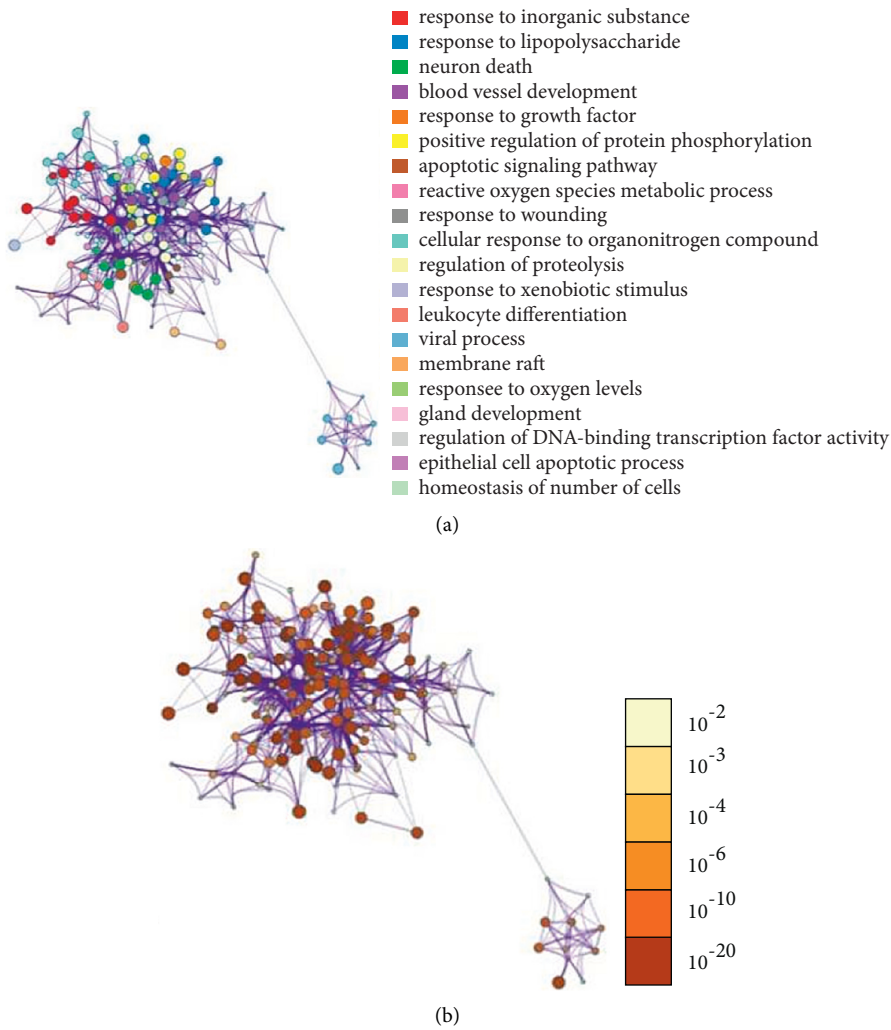 response to inorganic substance
response to lipopolysaccharide
neuron death
blood vessel development
response to growth factor
positive regulation of protein phosphorylation
apoptotic signaling pathway
reactive oxygen species metabolic process
response to wounding
cellular response to organonitrogen compound
regulation of proteolysis
response to xenobiotic stimulus
leukocyte differentiation
viral process
membrane raft
responsee to oxygen levels
gland development
regulation of DNA-binding transcription factor activity
epithelial cell apoptotic process
homeostasis of number of cells
(a)
10-2
10-3
10-4
10-6
10-10
10-20
(b)